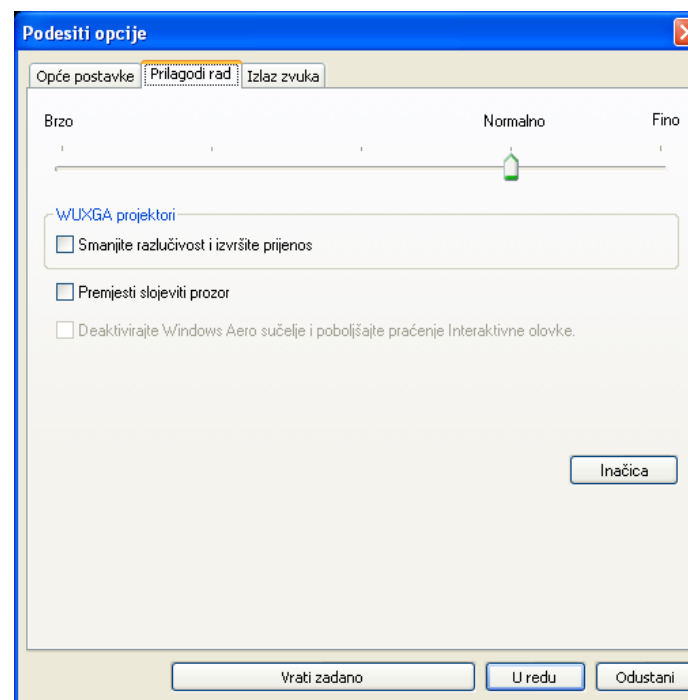 Podesiti opcije
Opće postavke Prilagodi rad Izlaz zvuka
Brzo Normalno Fino
WUXGA projektori
Smanjite razlučivost i izvršite prijenos
Premjesti slojeviti prozor
Deaktivirajte Windows Aero sučelje i poboljšajte praćenje Interaktivne olovke.
Inačica
Vrati zadano U redu Odustani